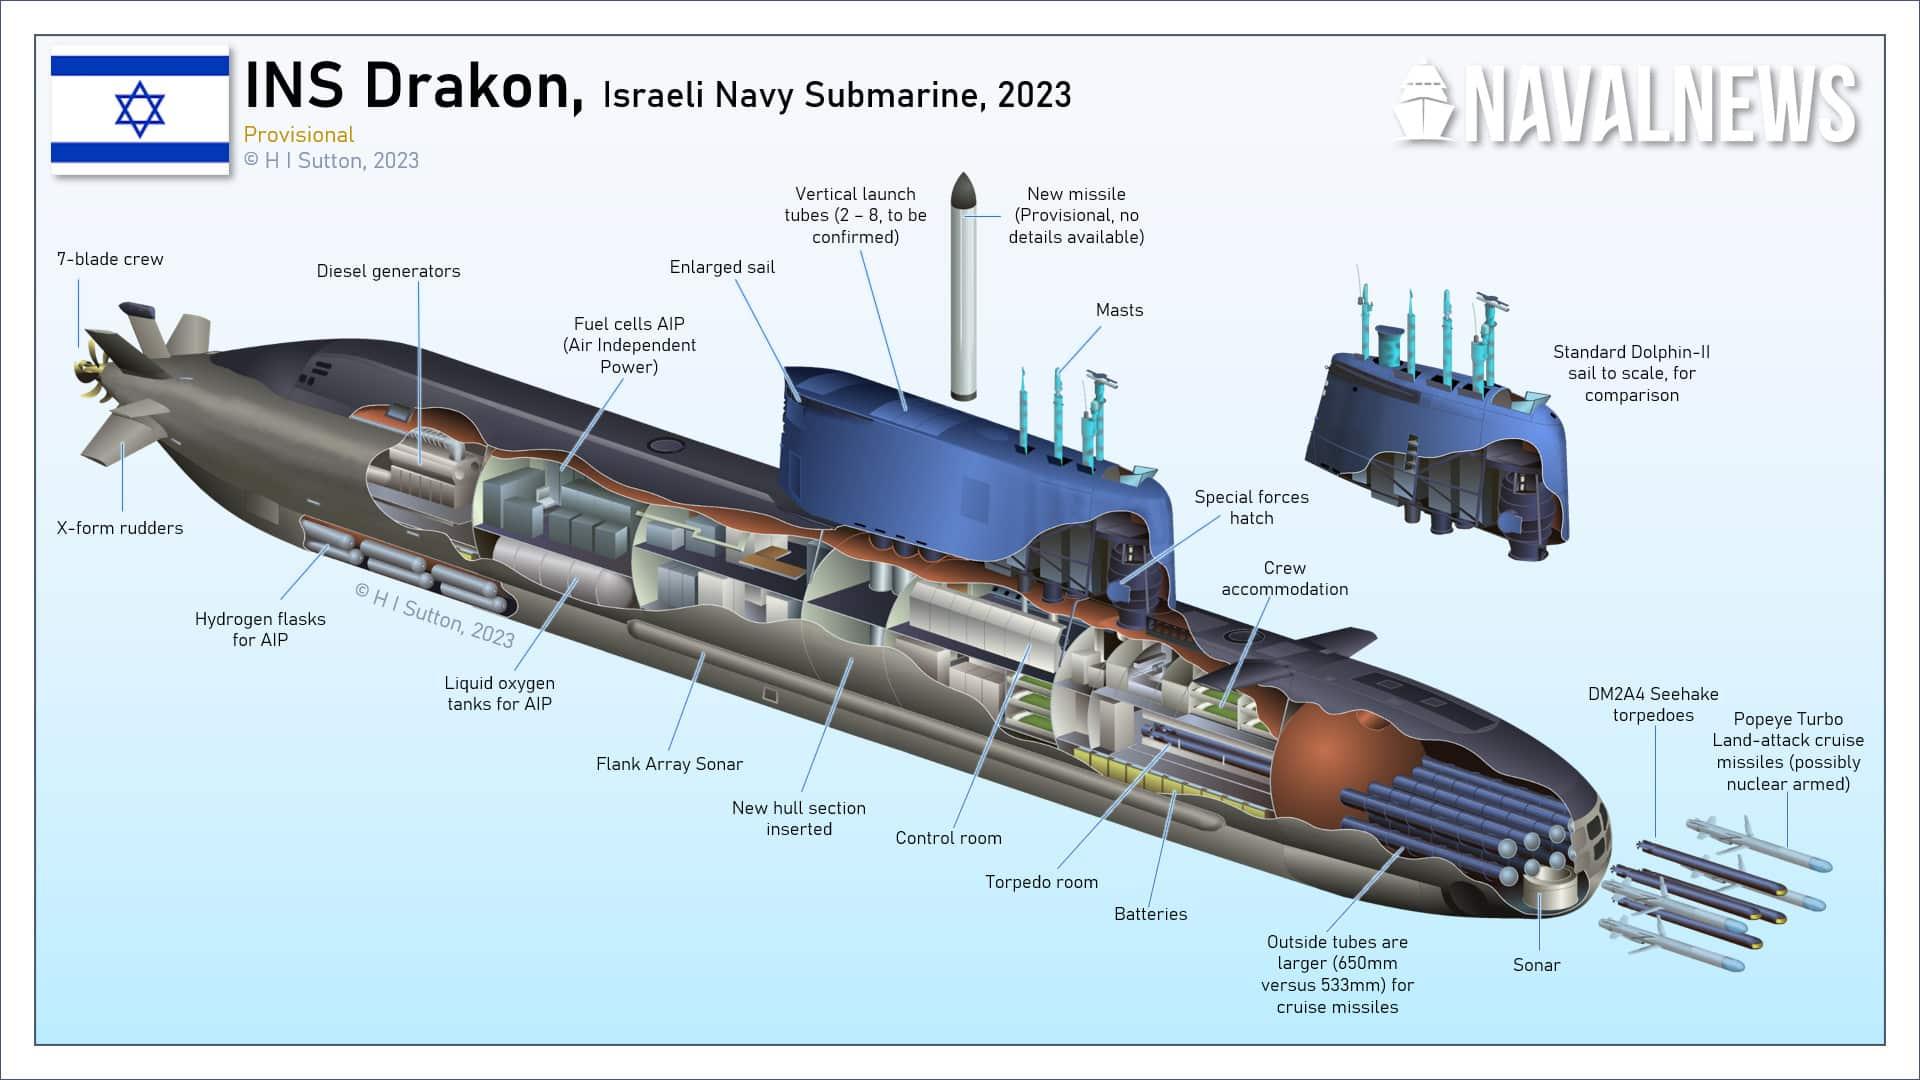 INS Drakon, Israeli Navy Submarine, 2023
Provisional
© H I Sutton, 2023
NAVALNEWS
Vertical launch
tubes (2 – 8, to be
confirmed)
New missile
(Provisional, no
details available)
7-blade crew
Diesel generators
Enlarged sail
Fuel cells AIP
(Air Independent
Power)
Masts
Standard Dolphin-II
sail to scale, for
comparison
Special forces
hatch
X-form rudders
Crew
accommodation
Hydrogen flasks
for AIP
© H I Sutton, 2023
Liquid oxygen
tanks for AIP
DM2A4 Seehake
torpedoes
Popeye Turbo
Land-attack cruise
missiles (possibly
nuclear armed)
Flank Array Sonar
New hull section
inserted
Control room
Torpedo room
Batteries
Outside tubes are
larger (650mm
versus 533mm) for
cruise missiles
Sonar